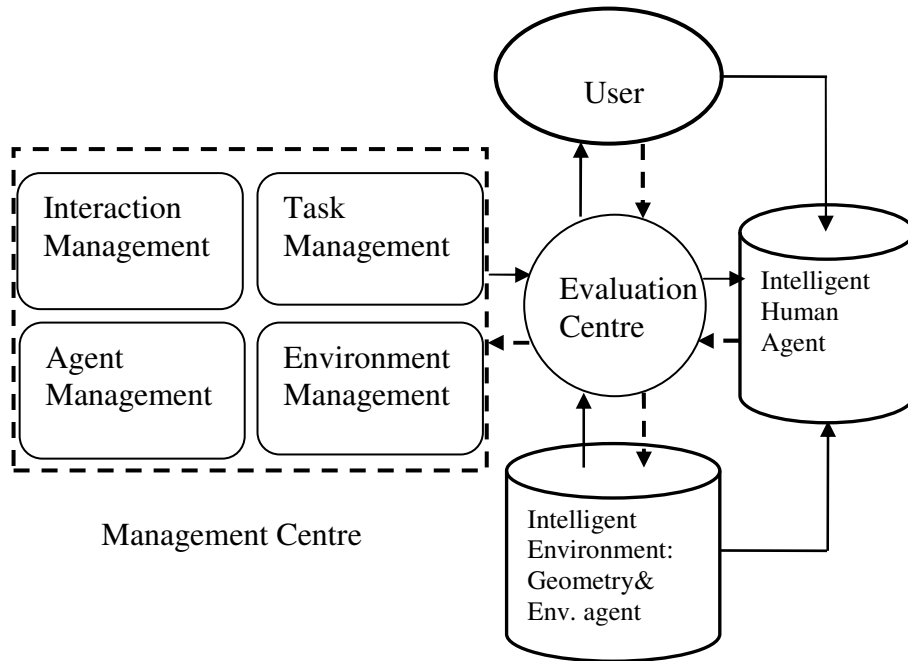 User
Interaction
Management
Task
Management
Agent
Management
Environment
Management
Management Centre
Evaluation
Centre
Intelligent
Human
Agent
Intelligent
Environment:
Geometry&
Env. agent